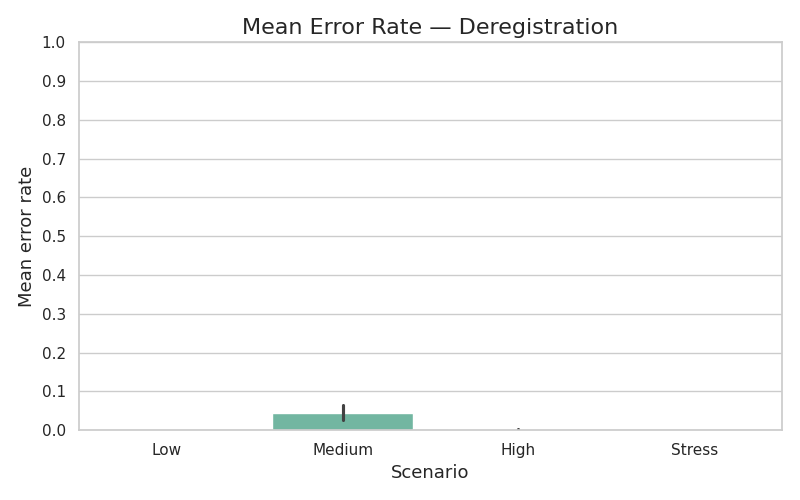 Mean Error Rate — Deregistration
1.0
0.9
0.8
0.7
0.6
0.5
0.4
0.3
0.2
0.1
0.0
Mean error rate
Low Medium High Stress
Scenario